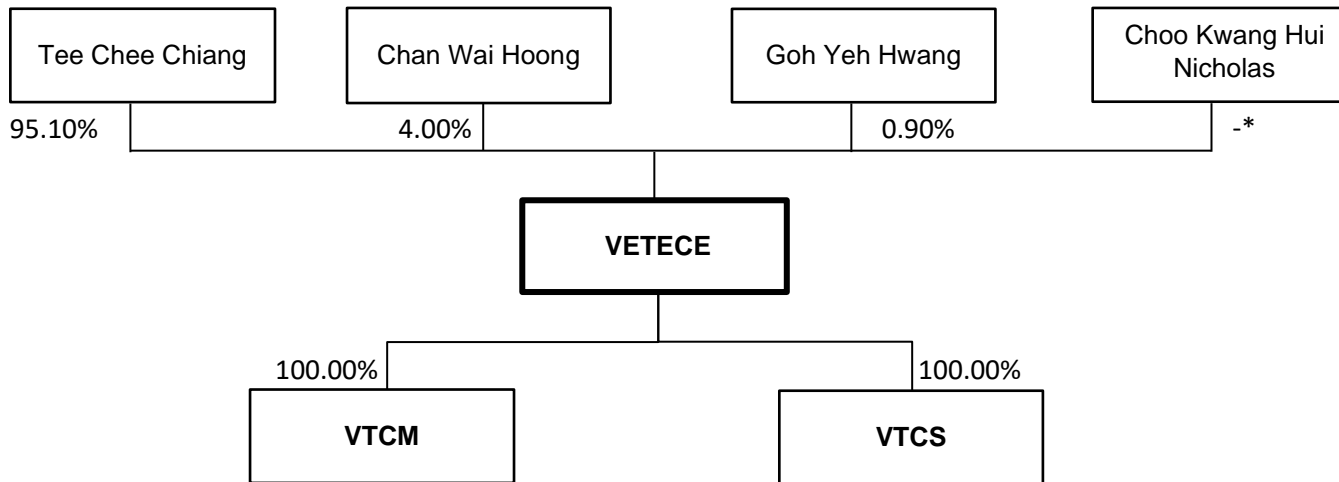 Tee Chee Chiang
Chan Wai Hoong
Goh Yeh Hwang
Choo Kwang Hui
Nicholas
95.10%
4.00%
0.90%
-*
VETECE
100.00%
100.00%
VTCM
VTCS